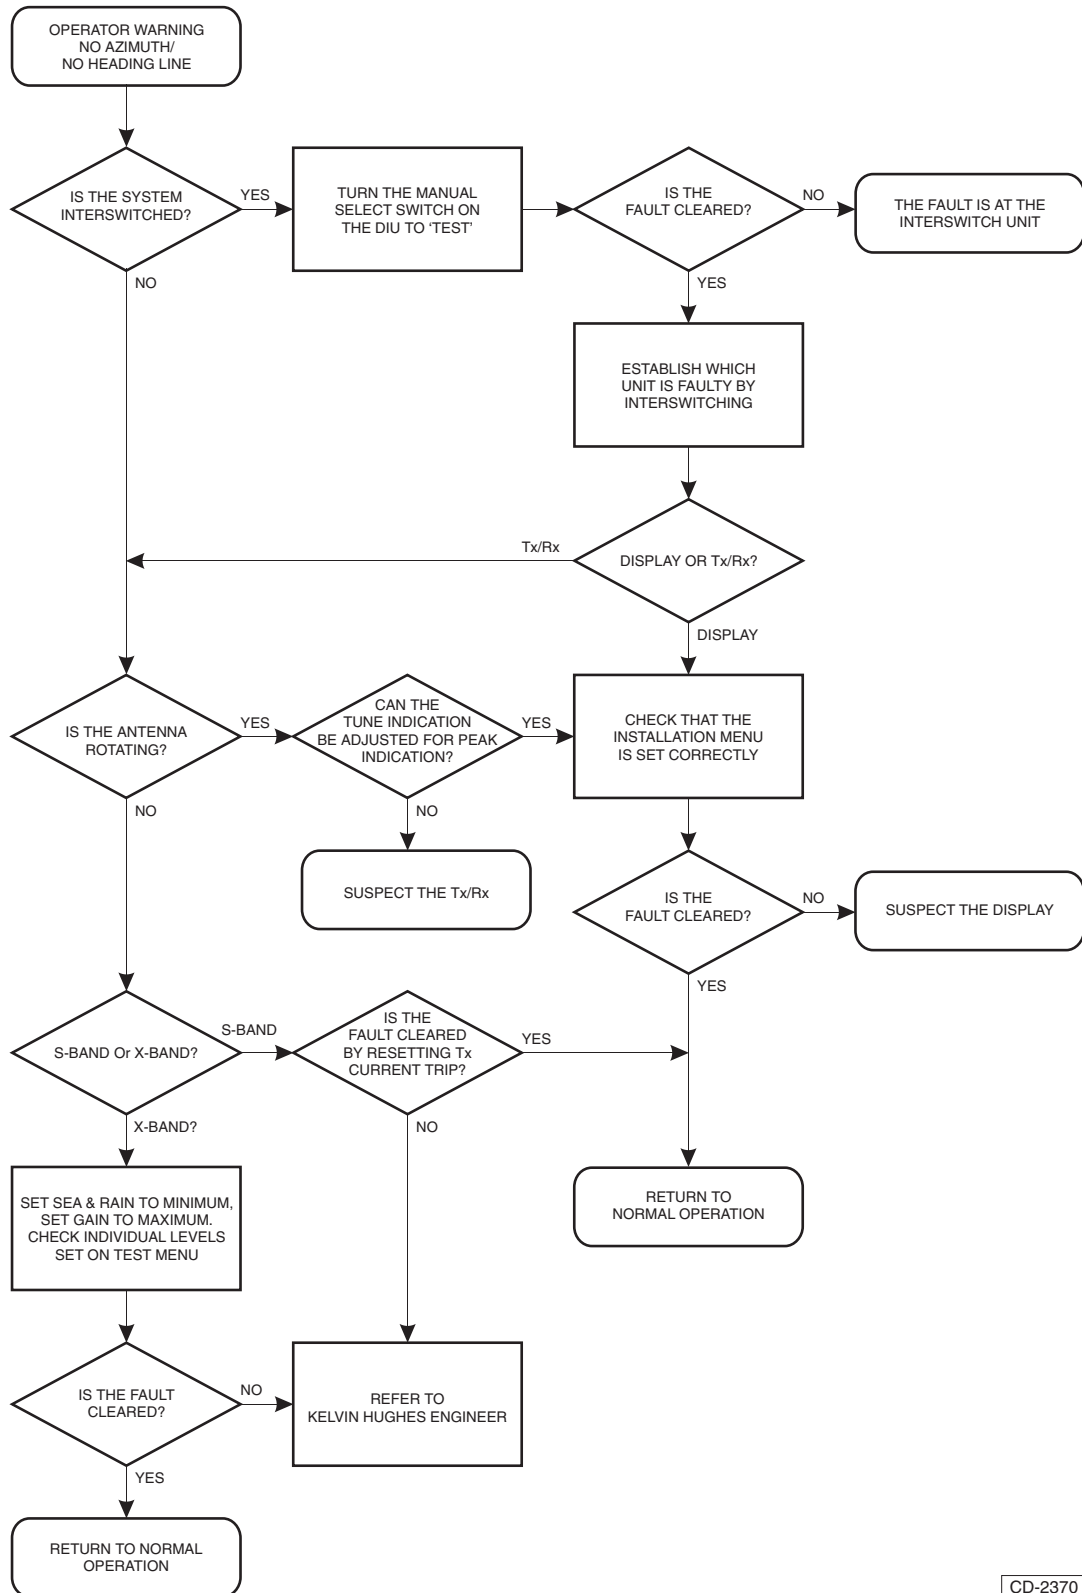 OPERATOR WARNING
NO AZIMUTH/
NO HEADING LINE
IS THE SYSTEM
INTERSWITCHED?
YES
TURN THE MANUAL
SELECT SWITCH ON
THE DIU TO ‘TEST’
IS THE
FAULT CLEARED?
NO
THE FAULT IS AT THE
INTERSWITCH UNIT
NO
YES
ESTABLISH WHICH
UNIT IS FAULTY BY
INTERSWITCHING
Tx/Rx
DISPLAY OR Tx/Rx?
DISPLAY
IS THE ANTENNA
ROTATING?
YES
CAN THE
TUNE INDICATION
BE ADJUSTED FOR PEAK
INDICATION?
YES
CHECK THAT THE
INSTALLATION MENU
IS SET CORRECTLY
NO
NO
SUSPECT THE Tx/Rx
IS THE
FAULT CLEARED?
NO
SUSPECT THE DISPLAY
YES
S-BAND Or X-BAND?
S-BAND
IS THE
FAULT CLEARED
BY RESETTING Tx
CURRENT TRIP?
YES
X-BAND?
NO
SET SEA & RAIN TO MINIMUM,
SET GAIN TO MAXIMUM.
CHECK INDIVIDUAL LEVELS
SET ON TEST MENU
RETURN TO
NORMAL OPERATION
IS THE FAULT
CLEARED?
NO
REFER TO
KELVIN HUGHES ENGINEER
YES
RETURN TO NORMAL
OPERATION
CD-2370